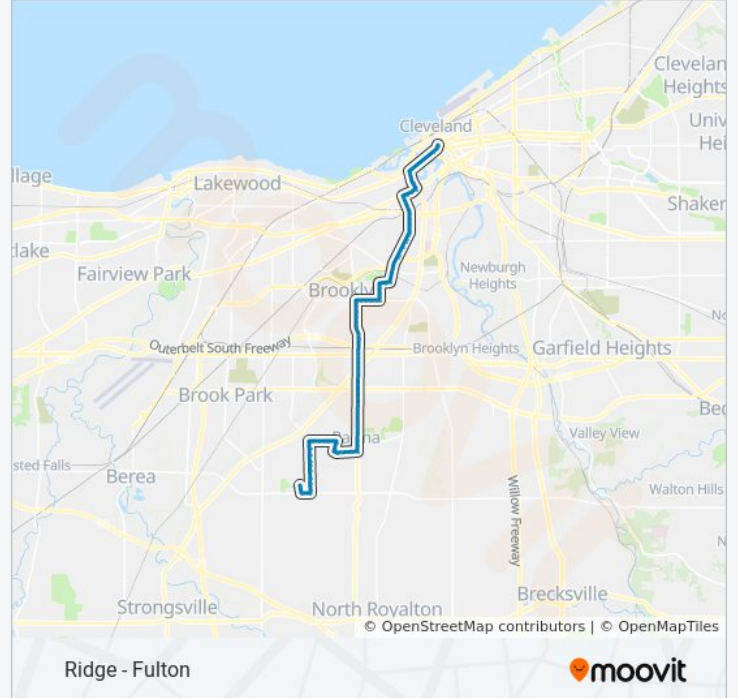 Clevelan
Heights
Cleveland
Univ
Hei
llage
Lakewood
Shaker
lake
Fairview Park
Newburgh
Heights
Brooklyn
Outerbelt South Freeway
Brooklyn Heights
Garfield Heights
Brook Park
Bed
Parma
Valley View
sted Falls
Berea
Willow Freeway
Walton Hills
N
Strongsville
North Royalton
Brecksville
© OpenStreetMap contributors | © OpenMapTiles
Ridge - Fulton
moovit